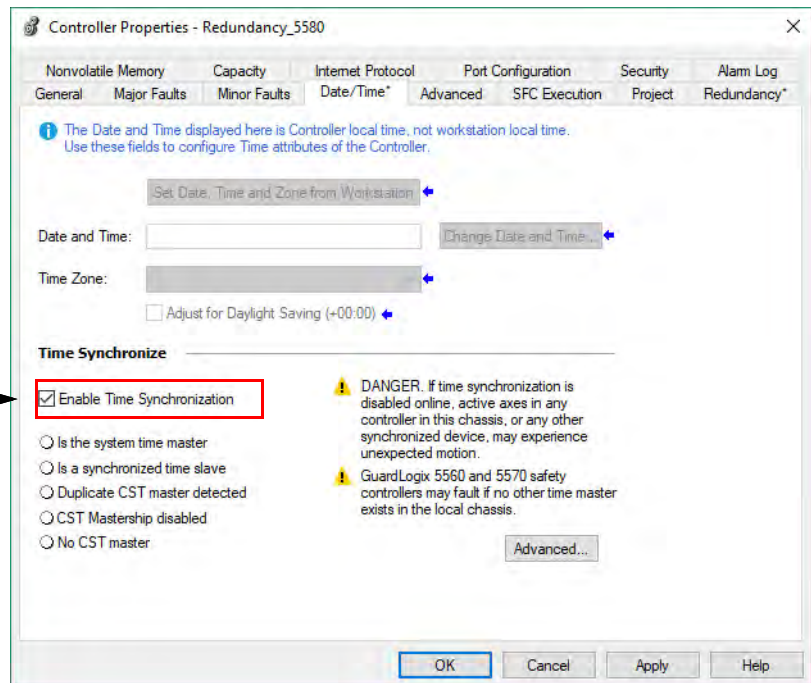 Controller Properties - Redundancy_5580
Nonvolatile Memory Capacity Internet Protocol Port Configuration Security Alarm Log
General Major Faults Minor Faults Date/Time* Advanced SFC Execution Project Redundancy*
The Date and Time displayed here is Controller local time, not workstation local time.
Use these fields to configure Time attributes of the Controller.
Set Date, Time and Zone from Workstation
Date and Time:
Change Date and Time...
Time Zone:
Adjust for Daylight Saving (+00:00)
Time Synchronize
Enable Time Synchronization
Is the system time master
Is a synchronized time slave
Duplicate CST master detected
CST Mastership disabled
No CST master
DANGER. If time synchronization is
disabled online, active axes in any
controller in this chassis, or any other
synchronized device, may experience
unexpected motion.
GuardLogix 5560 and 5570 safety
controllers may fault if no other time master
exists in the local chassis.
Advanced...
OK Cancel Apply Help